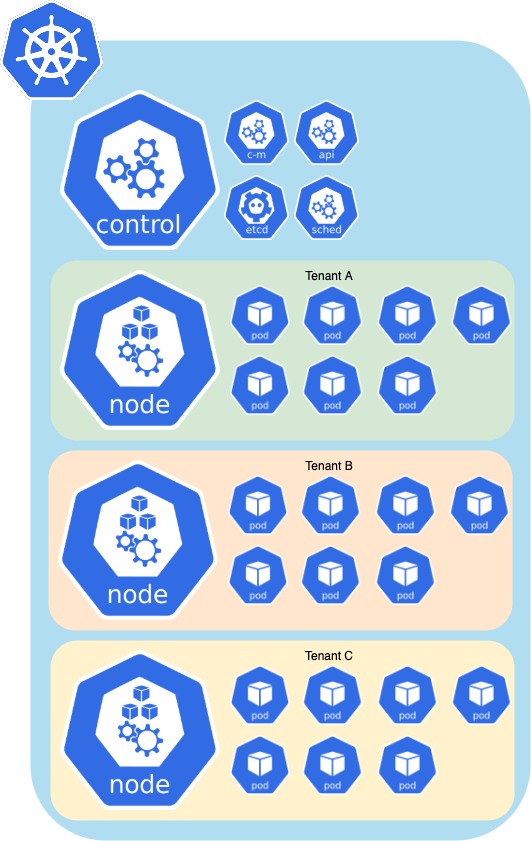 c-m api
control
etcd sched
Tenant A
pod pod pod pod
node
pod pod pod
Tenant B
pod pod pod pod
node
pod pod pod
Tenant C
pod pod pod pod
node
pod pod pod